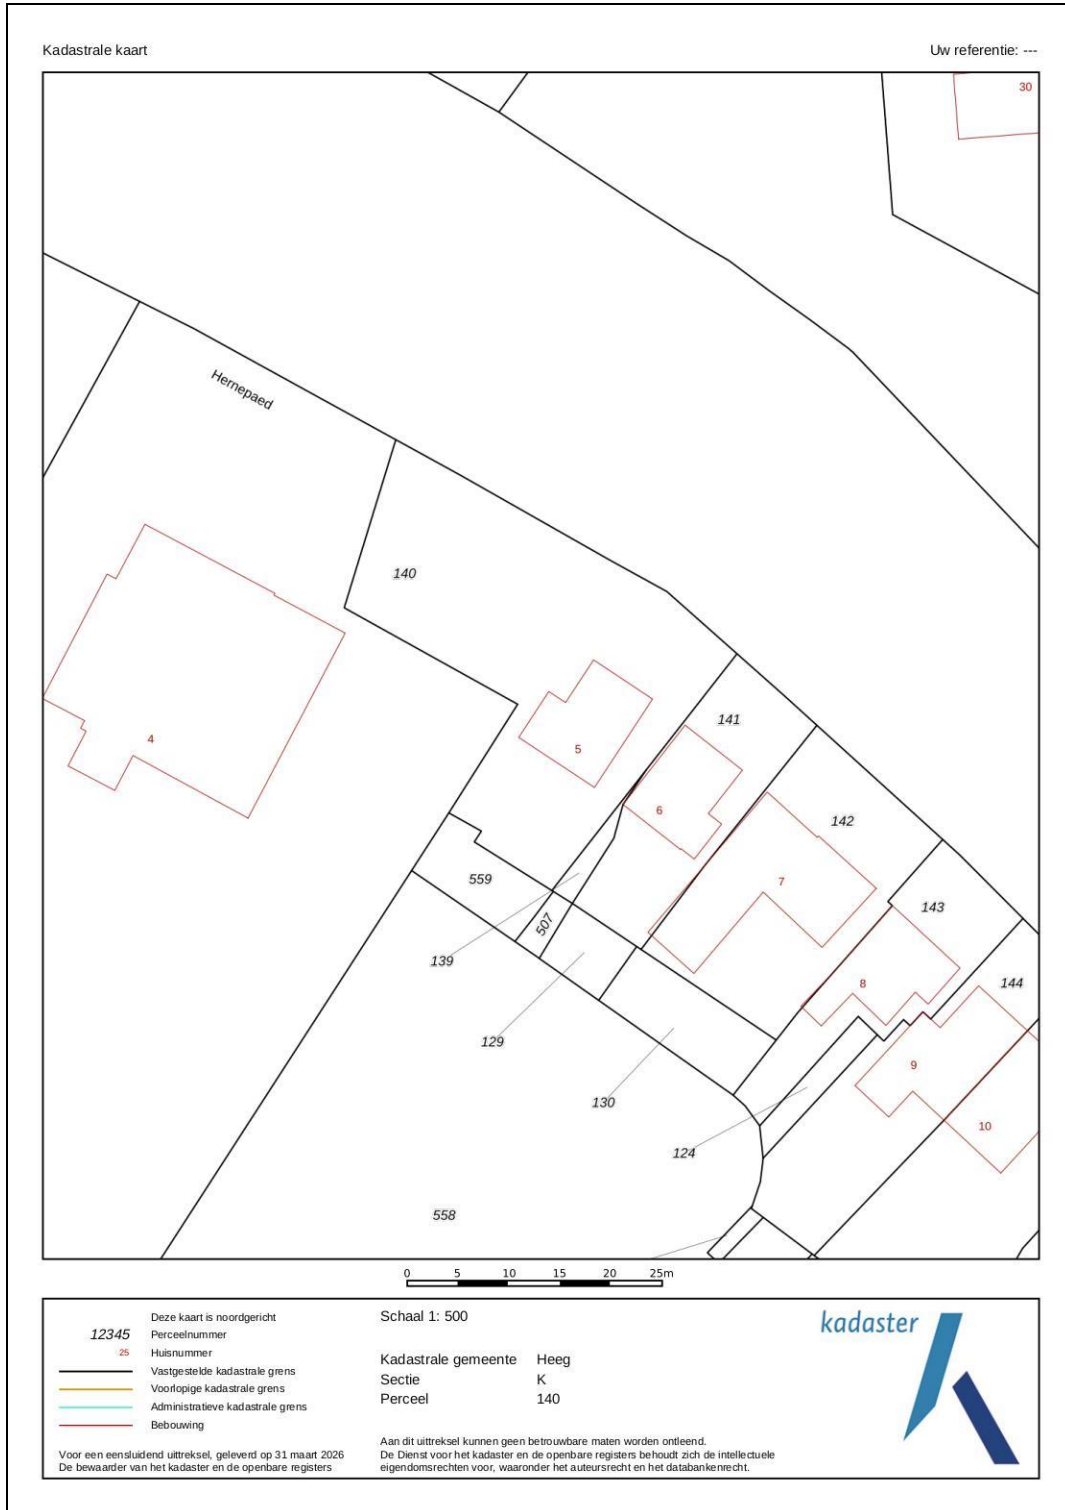 Kadastrale kaart
Uw referentie: ---
30
Hernepaed
140
141
4
5
6
142
7
559
143
507
139
8
144
129
9
130
10
124
558
0 5 10 15 20 25m
Deze kaart is noordgericht
12345 Perceelnummer
25 Huisnummer
Vastgestelde kadastrale grens
Voorlopige kadastrale grens
Administratieve kadastrale grens
Bebouwing
Voor een eensluidend uittreksel, geleverd op 31 maart 2026
De bewaarder van het kadaster en de openbare registers
Schaal 1: 500
Kadastrale gemeente Heeg
Sectie K
Perceel 140
Aan dit uittreksel kunnen geen betrouwbare maten worden ontleend.
De Dienst voor het kadaster en de openbare registers behoudt zich de intellectuele
eigendomsrechten voor, waaronder het auteursrecht en het databankenrecht.
kadaster